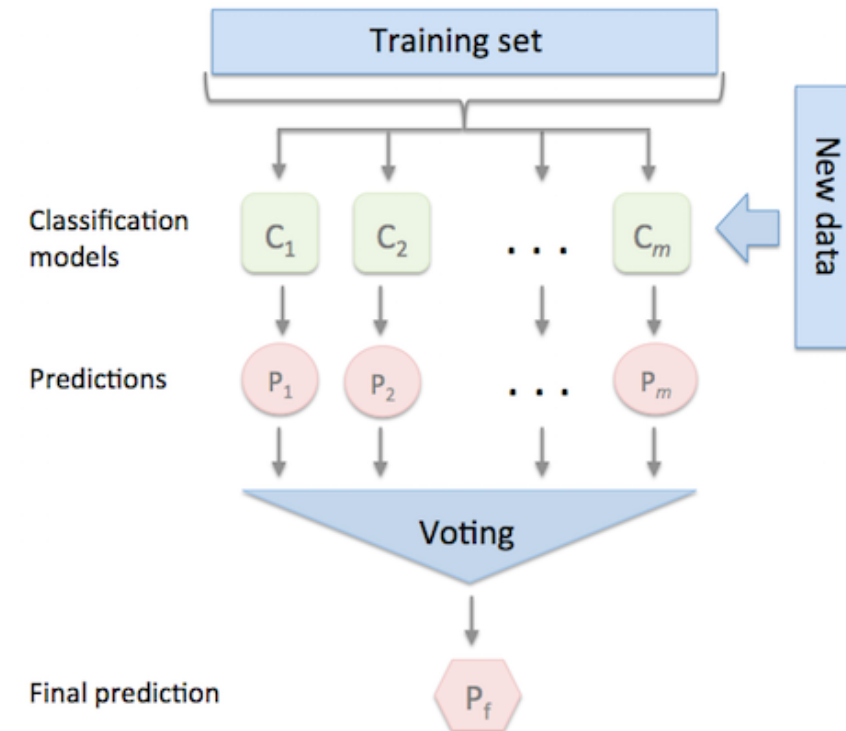 Training set
New data
Classification
models
C1 C2 . . . Cm
Predictions
P1 P2 . . . Pm
Voting
Final prediction
Pf